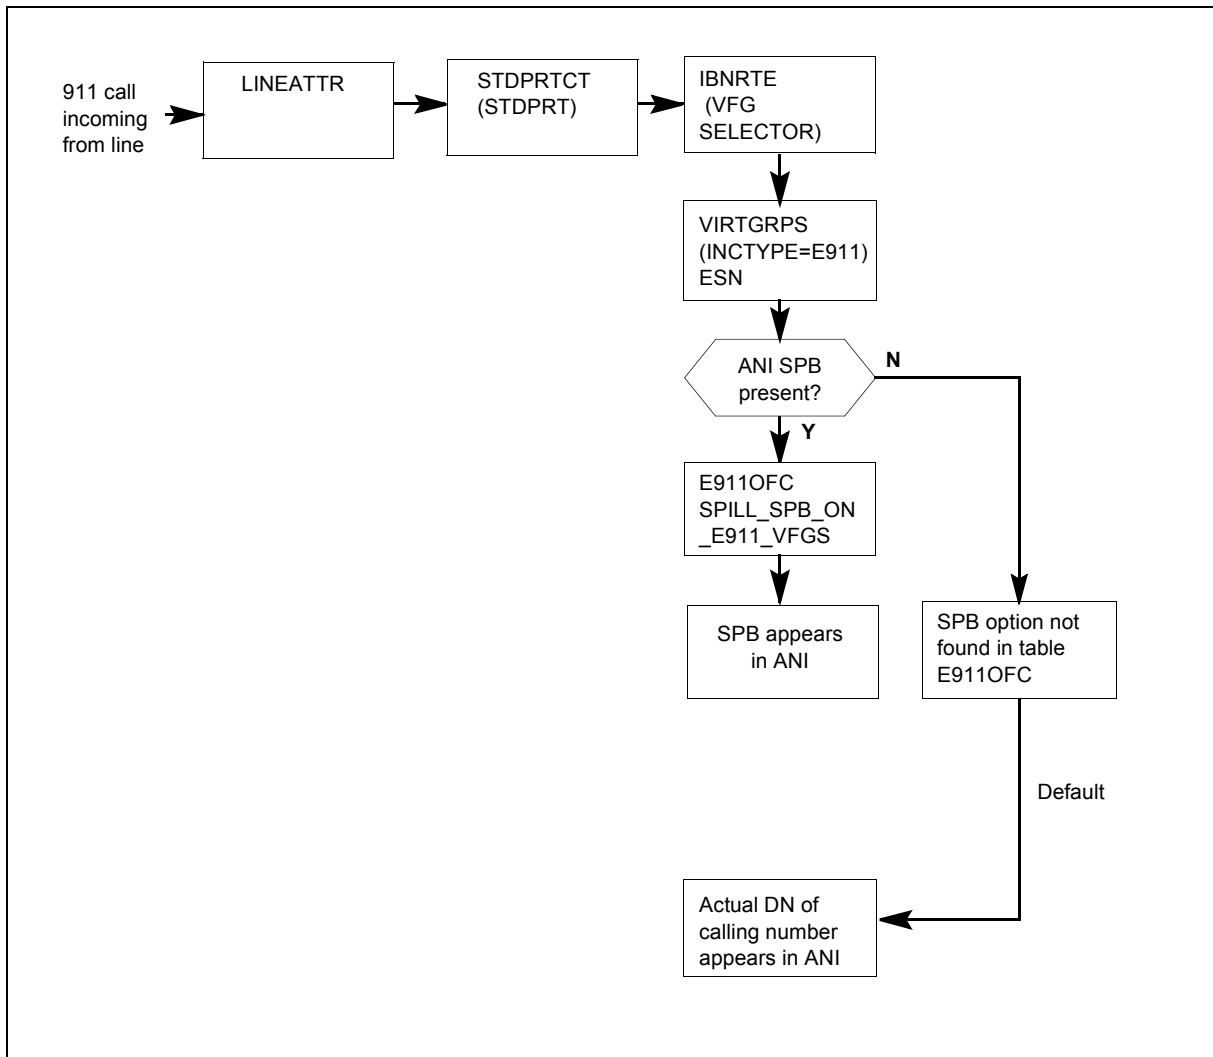 911 call
incoming
from line
LINEATTR
STDPRTCT
(STDPRT)
IBNRTE
(VFG
SELECTOR)
VIRTGRPS
(INCTYPE=E911)
ESN
ANI SPB
present?
N
Y
E911OFC
SPILL_SPB_ON
_E911_VFGS
SPB appears
in ANI
SPB option not
found in table
E911OFC
Default
Actual DN of
calling number
appears in ANI